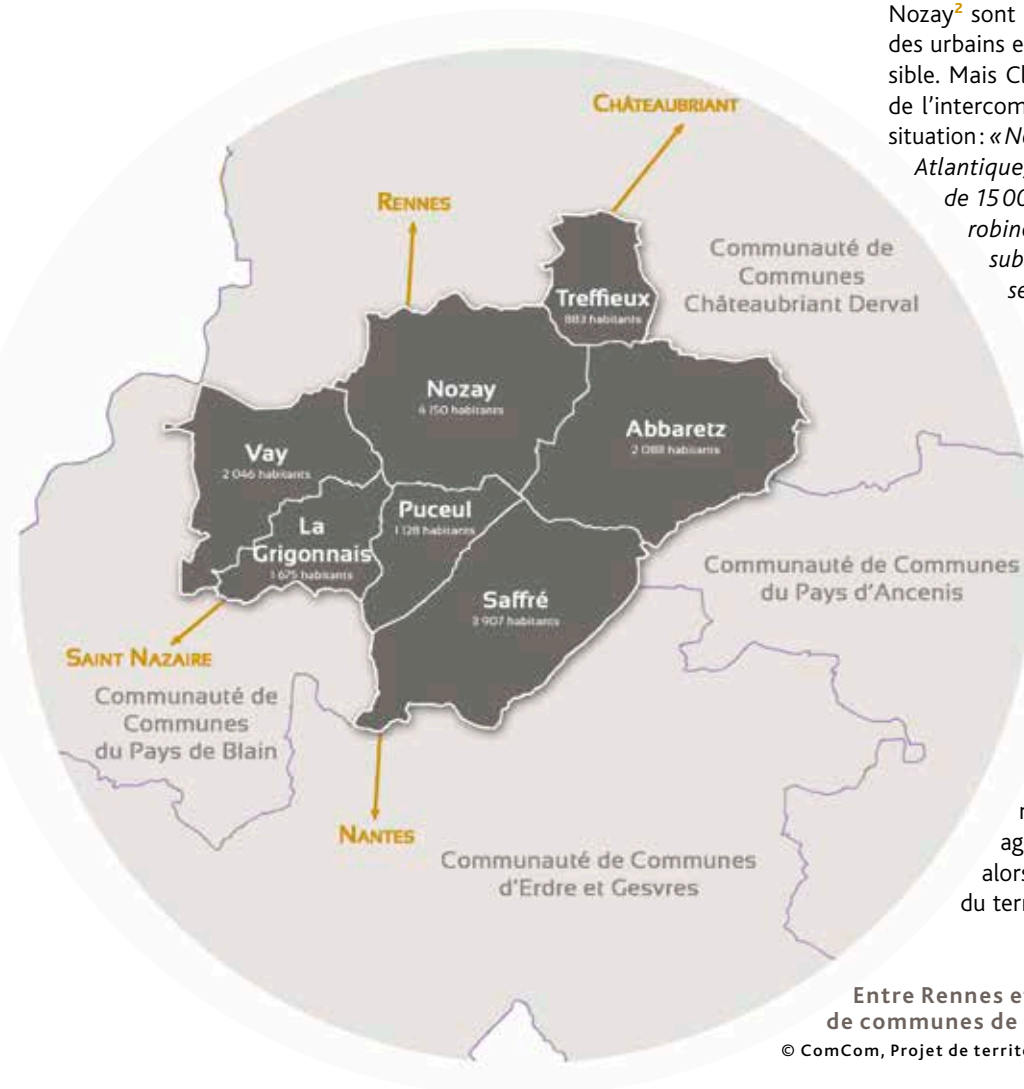 Nozay² sont
des urbains e
sible. Mais Cl
de l'intercom
situation : « No
Atlantique,
de 15 00
robine
sub
se
CHÂTEAUBRIANT
RENNES
Communauté de
Communes
Châteaubriant Derval
Treffieux
883 habitants
Nozay
4 150 habitants
Abbaretz
2 088 habitants
Vay
2 046 habitants
Puceul
1 128 habitants
La
Grigonnais
1 675 habitants
Saffré
3 907 habitants
Communauté de Communes
du Pays d'Ancenis
SAINT NAZAIRE
Communauté de
Communes
du Pays de Blain
NANTES
Communauté de Communes
d'Erdre et Gesvres
ag
alors
du terr
Entre Rennes e
de communes de
© ComCom, Projet de territo